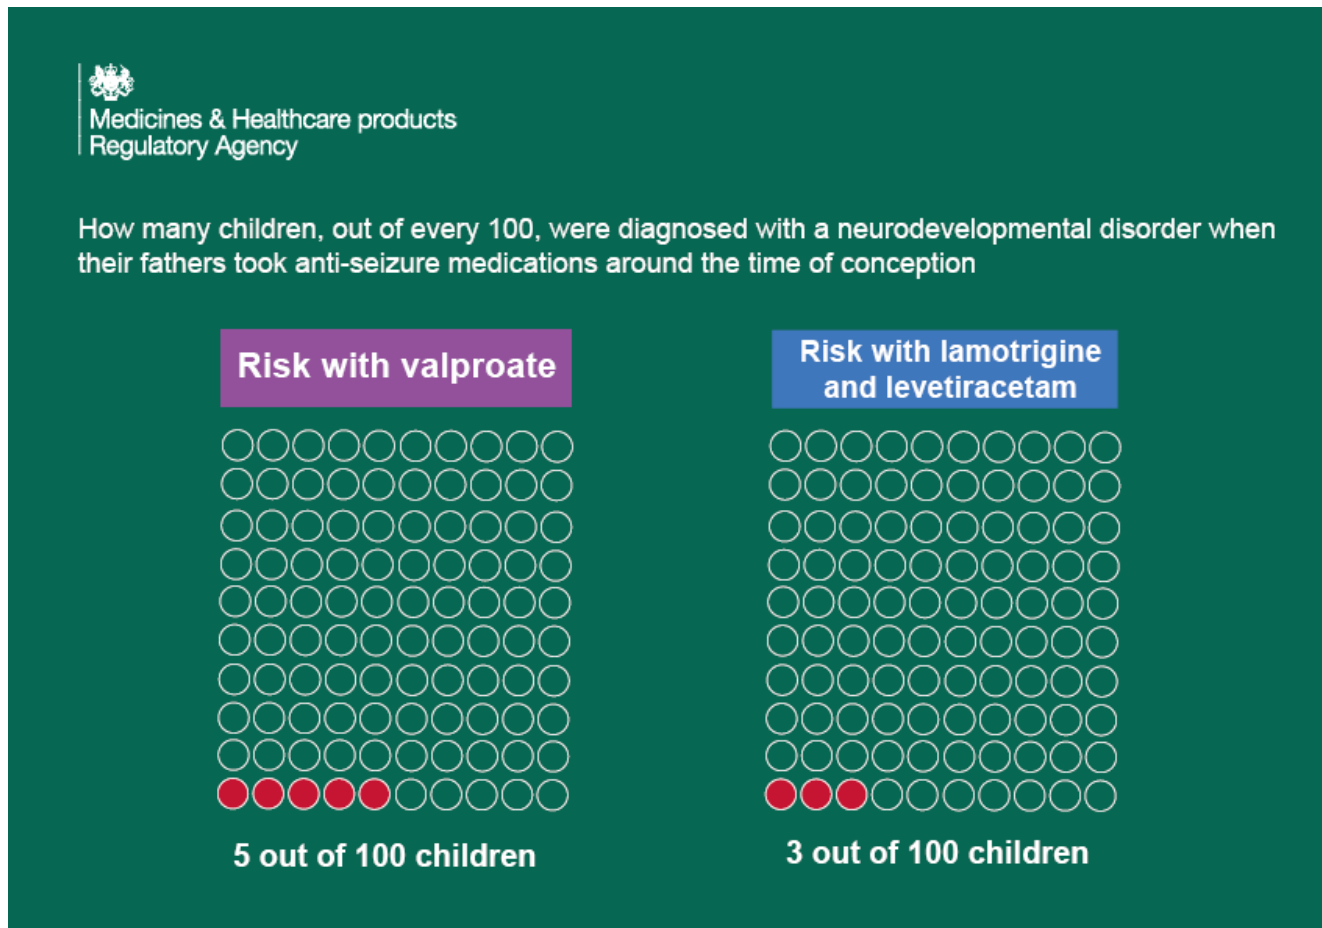 Medicines & Healthcare products
Regulatory Agency
How many children, out of every 100, were diagnosed with a neurodevelopmental disorder when
their fathers took anti-seizure medications around the time of conception
Risk with valproate
Risk with lamotrigine
and levetiracetam
5 out of 100 children
3 out of 100 children